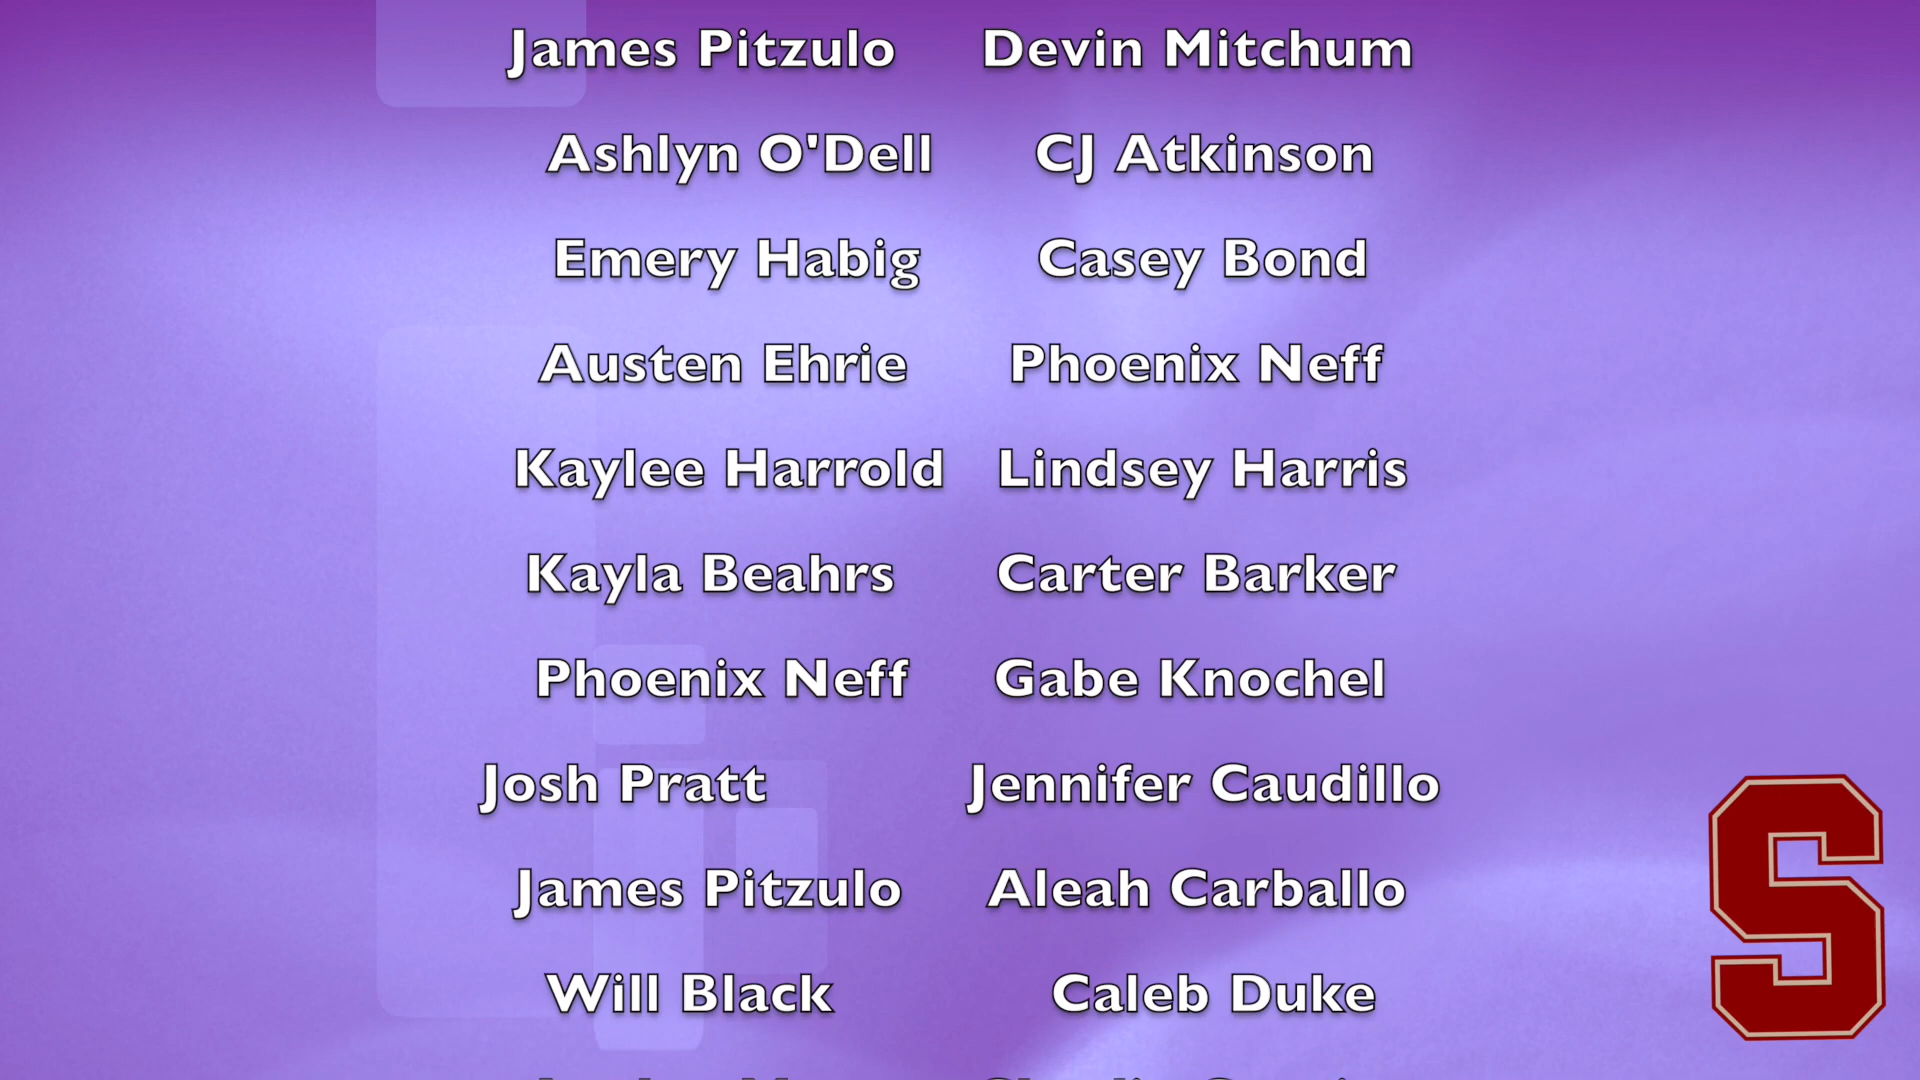 James Pitzulo Devin Mitchum
Ashlyn O'Dell CJ Atkinson
Emery Habig Casey Bond
Austen Ehrie Phoenix Neff
Kaylee Harrold Lindsey Harris
Kayla Beahrs Carter Barker
Phoenix Neff Gabe Knochel
Josh Pratt Jennifer Caudillo
James Pitzulo Aleah Carballo
Will Black Caleb Duke
S